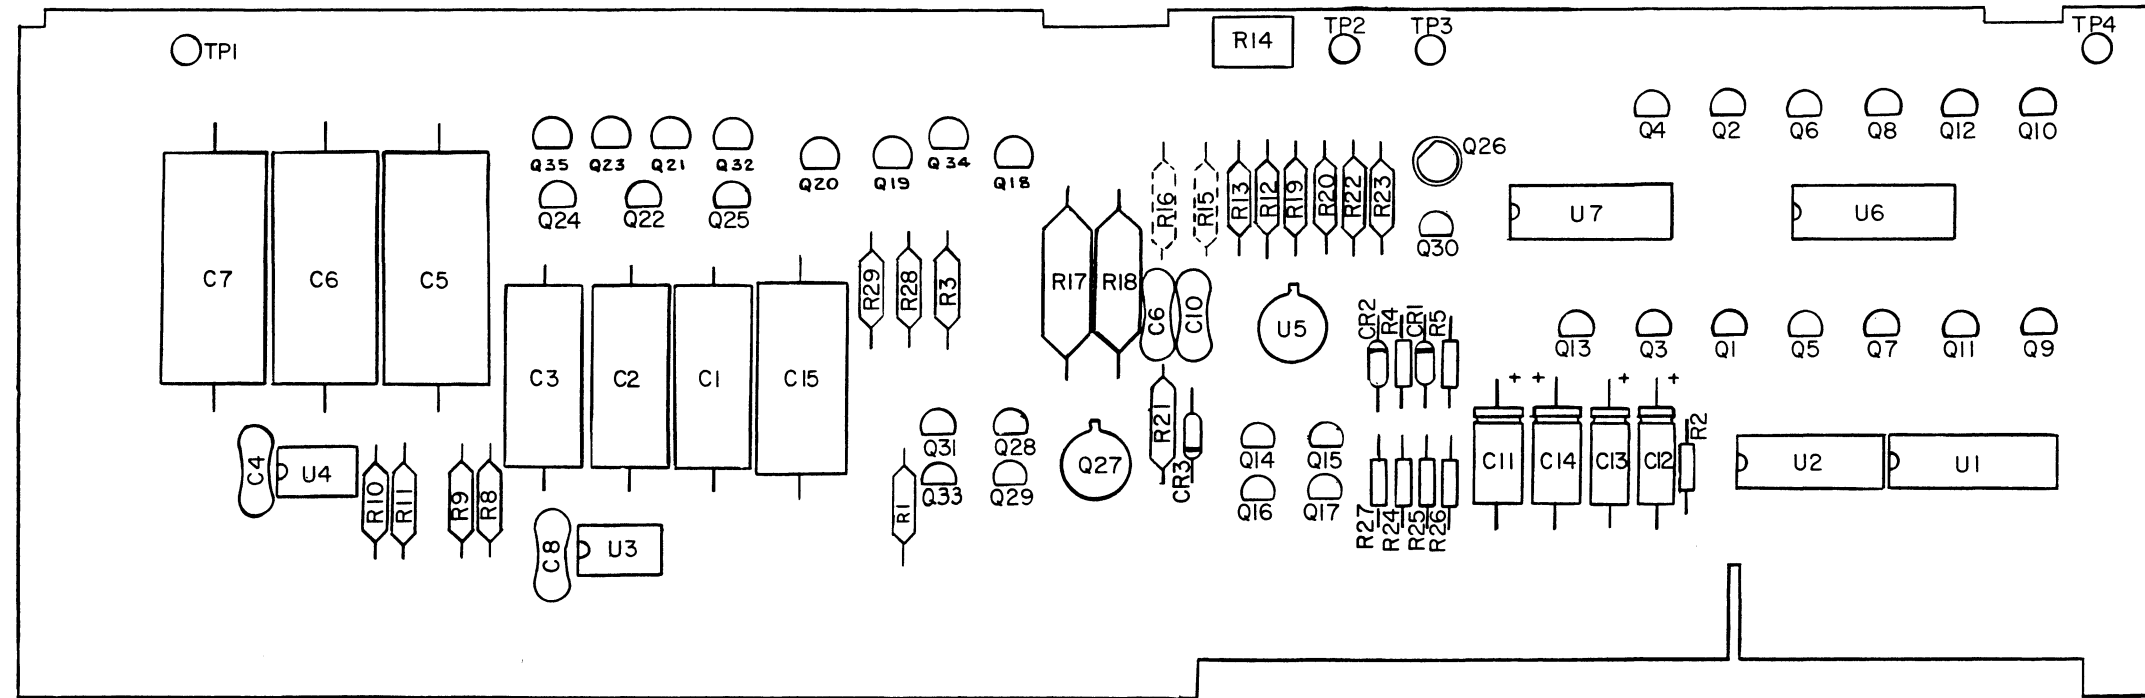 TP1
R14
TP2
TP3
TP4
Q4
Q2
Q6
Q8
Q12
Q10
Q35
Q23
Q21
Q32
Q20
Q19
Q34
Q18
Q26
Q24
Q22
Q25
R16
R15
R13
R12
R19
R20
R22
R23
Q30
U7
U6
C7
C6
C5
R29
R28
R3
R17
R18
C6
C10
U5
CR2
R4
CR1
R5
Q13
Q3
Q1
Q5
Q7
Q11
Q9
C3
C2
C1
C15
+
+
+
+
R21
CR3
Q31
Q28
Q27
Q14
Q15
C11
C14
C13
C12
R2
U2
U1
C4
U4
R10
R11
R9
R8
R1
Q33
Q29
Q16
Q17
R27
R24
R25
R26
C8
U3